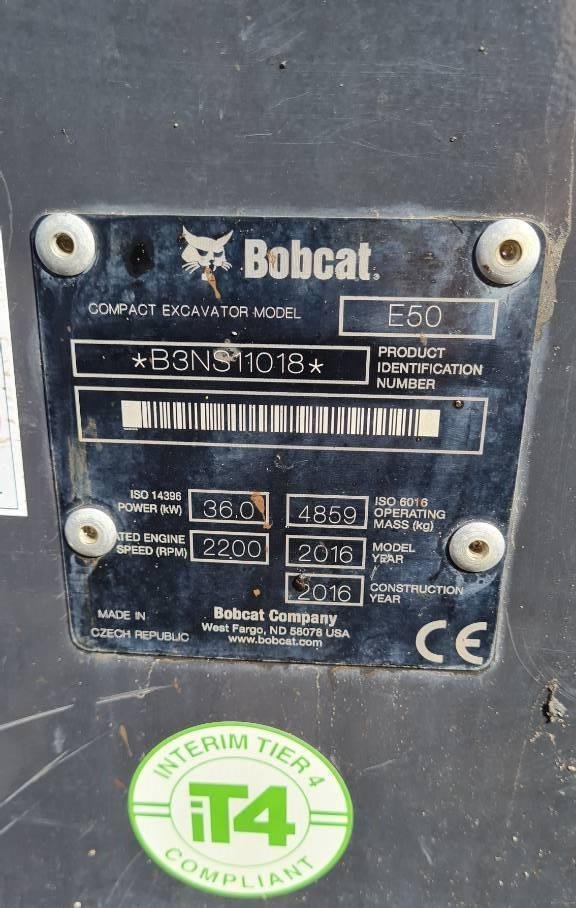 Bobcat®
COMPACT EXCAVATOR MODEL E50
*B3NS11018* PRODUCT IDENTIFICATION NUMBER
ISO 14396 POWER (kW) 36.0
4859 ISO 6016 OPERATING MASS (kg)
ATED ENGINE SPEED (RPM) 2200
2016 MODEL YEAR
2016 CONSTRUCTION YEAR
MADE IN
CZECH REPUBLIC
Bobcat Company
West Fargo, ND 58078 USA
www.bobcat.com
CE
INTERIM TIER 4
iT4
COMPLIANT